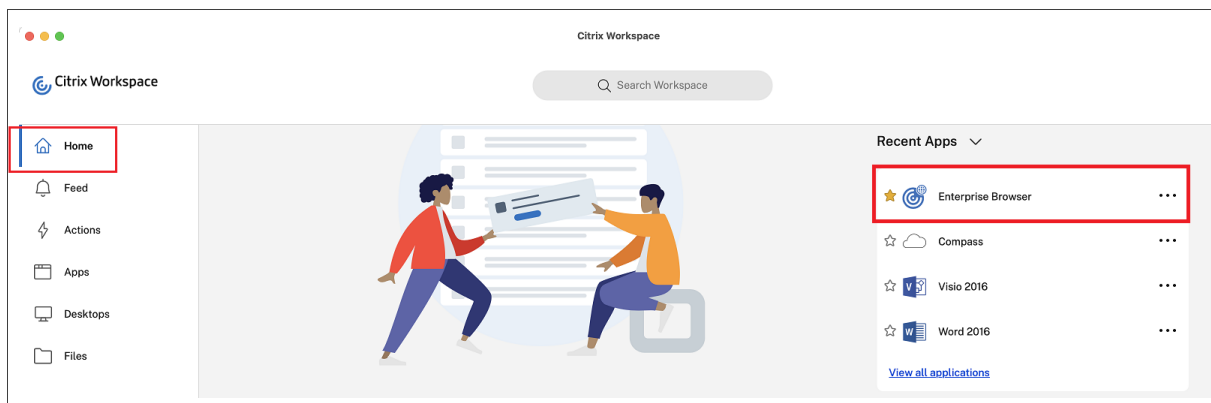 Citrix Workspace
Citrix Workspace
Search Workspace
Home
Feed
Actions
Apps
Desktops
Files
Recent Apps
Enterprise Browser
Compass
Visio 2016
Word 2016
View all applications